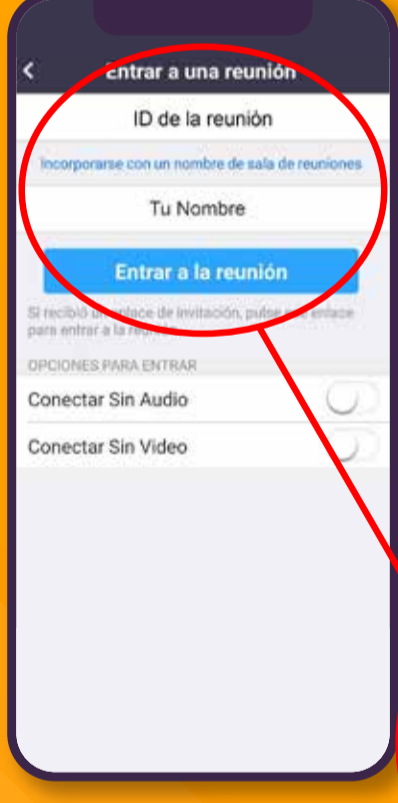 Entrar a una reunión
ID de la reunión
Incorporarse con un nombre de sala de reuniones
Tu Nombre
Entrar a la reunión
Si recibió un enlace de invitación, pulse enlace
para entrar a la reunión
OPCIONES PARA ENTRAR
Conectar Sin Audio
Conectar Sin Video